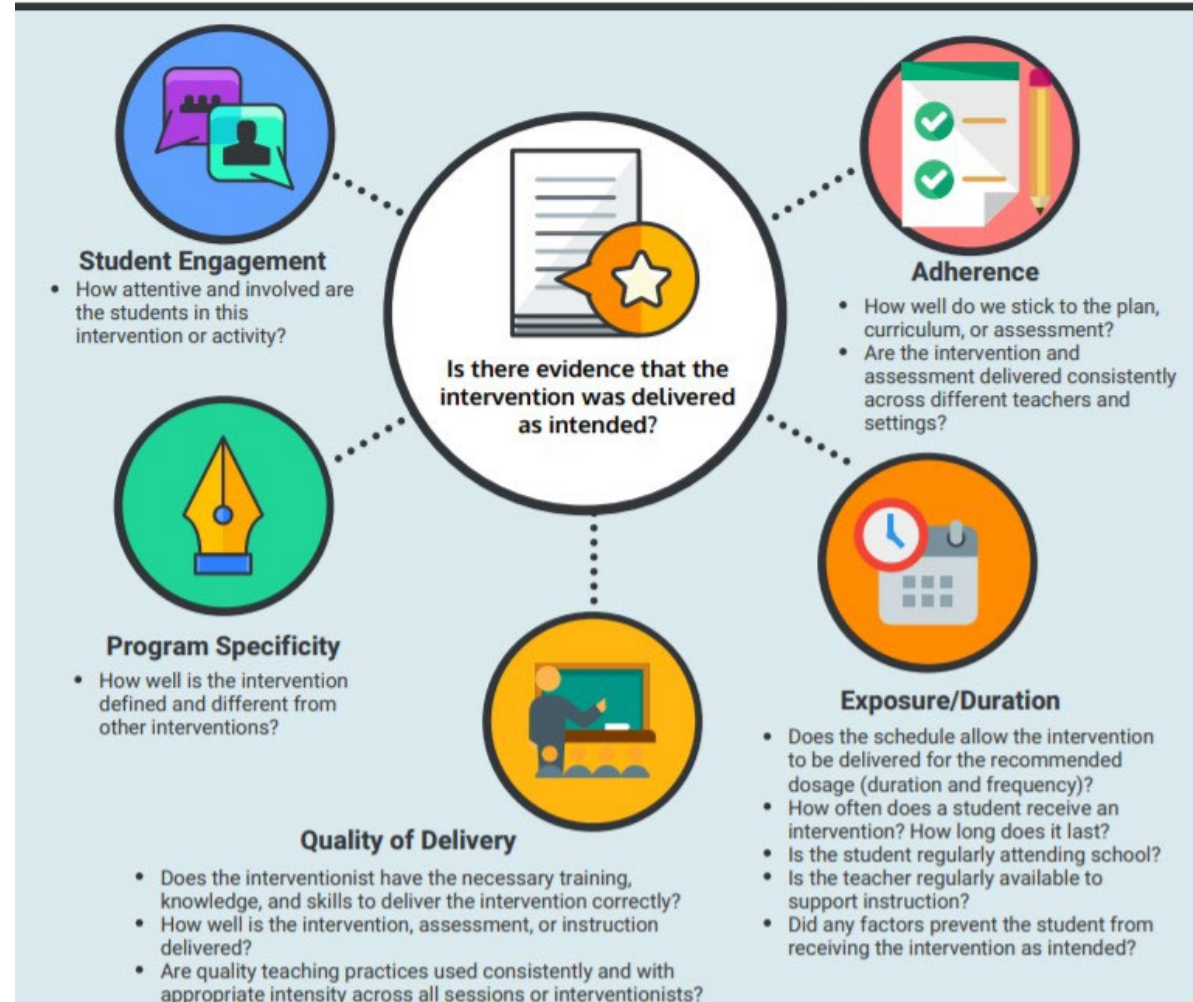 Is there evidence that the
intervention was delivered
as intended?
Student Engagement
• How attentive and involved are
the students in this
intervention or activity?
Adherence
• How well do we stick to the plan,
curriculum, or assessment?
• Are the intervention and
assessment delivered consistently
across different teachers and
settings?
Program Specificity
• How well is the intervention
defined and different from
other interventions?
Exposure/Duration
• Does the schedule allow the intervention
to be delivered for the recommended
dosage (duration and frequency)?
• How often does a student receive an
intervention? How long does it last?
• Is the student regularly attending school?
• Is the teacher regularly available to
support instruction?
• Did any factors prevent the student from
receiving the intervention as intended?
Quality of Delivery
• Does the interventionist have the necessary training,
knowledge, and skills to deliver the intervention correctly?
• How well is the intervention, assessment, or instruction
delivered?
• Are quality teaching practices used consistently and with
appropriate intensity across all sessions or interventionists?